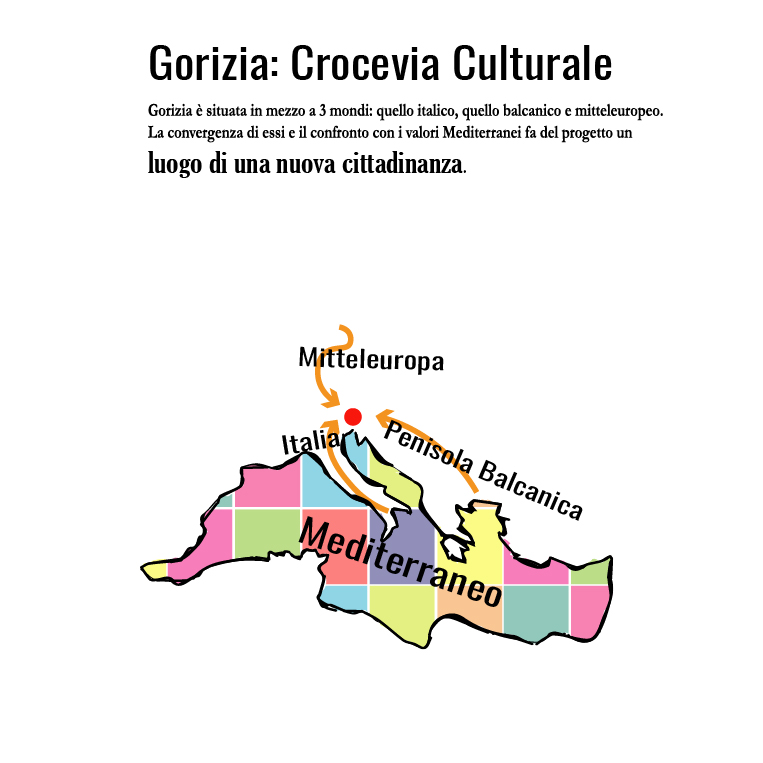 Gorizia: Crocevia Culturale
Gorizia è situata in mezzo a 3 mondi: quello italico, quello balcanico e mitteleuropeo.
La convergenza di essi e il confronto con i valori Mediterranei fa del progetto un
luogo di una nuova cittadinanza.
Mitteleuropa
Italia
Penisola Balcanica
Mediterraneo